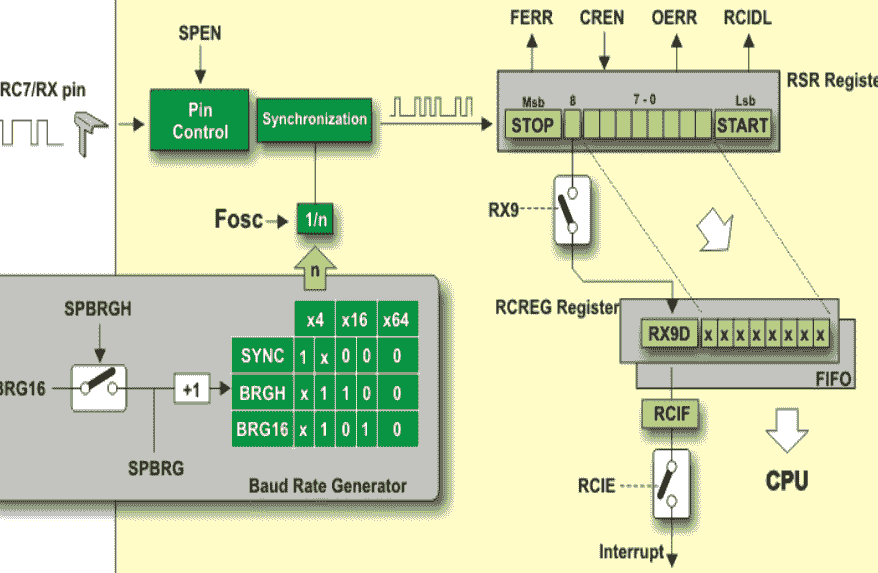 FERR CREN OERR RCIDL
SPEN
RC7/RX pin
RSR Registe
Pin
Control
Synchronization
Msb 8 7 - 0 Lsb
STOP START
RX9
Fosc
1/n
n
RCREG Register
SPBRGH
x4 x16 x64
RX9D x x x x x x x x
SYNC 1 x 0 0 0
BRG16
+1
BRGH x 1 1 0 0
FIFO
BRG16 x 1 0 1 0
RCIF
SPBRG
Baud Rate Generator
RCIE
CPU
Interrupt